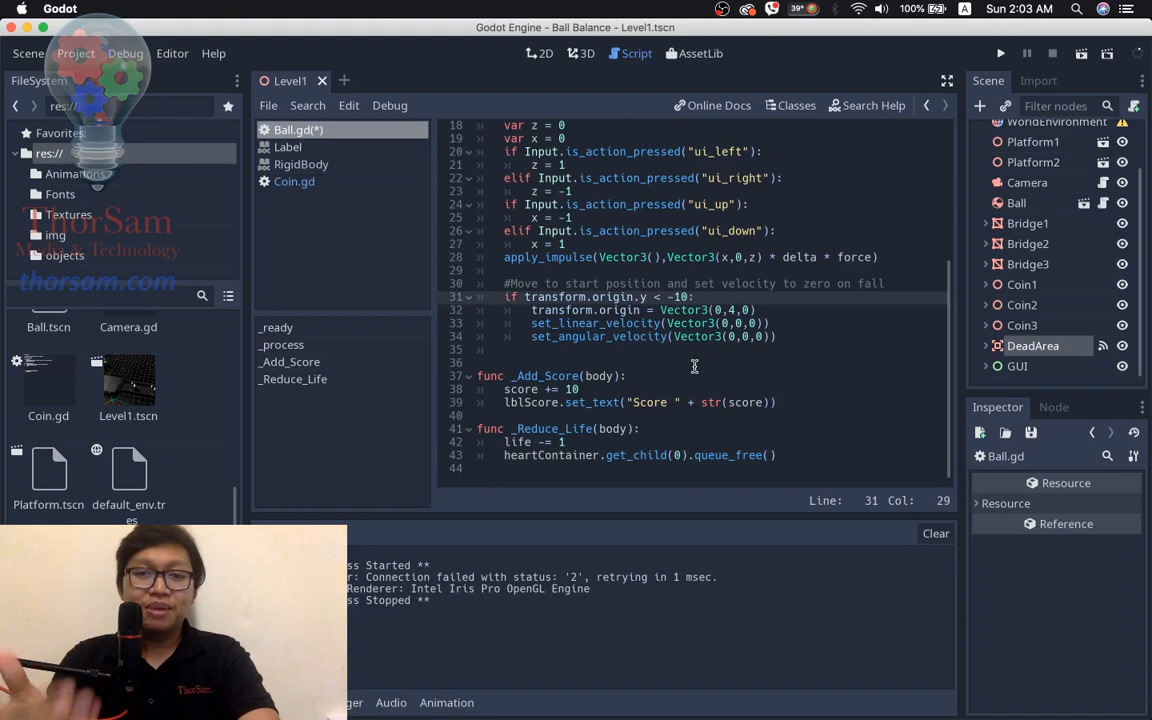 Godot
39°
100%
A
Sun 2:03 AM
Godot Engine - Ball Balance - Level1.tscn
Scene Project Debug Editor Help
2D 3D Script AssetLib
FileSystem
res://
Favorites:
res://
Animations
Fonts
Textures
img
objects
ThorSam
Media & Technology
thorsam.com
Ball.tscn
Camera.gd
Coin.gd
Level1.tscn
Platform.tscn
default_env.tr
es
Level1
File Search Edit Debug
Online Docs Classes Search Help
Ball.gd(*)
Label
RigidBody
Coin.gd
_ready
_process
_Add_Score
_Reduce_Life
18 var z = 0
19 var x = 0
20 if Input.is_action_pressed("ui_left"):
21 z = 1
22 elif Input.is_action_pressed("ui_right"):
23 z = -1
24 if Input.is_action_pressed("ui_up"):
25 x = -1
26 elif Input.is_action_pressed("ui_down"):
27 x = 1
28 apply_impulse(Vector3(),Vector3(x,0,z) * delta * force)
29
30 #Move to start position and set velocity to zero on fall
31 if transform.origin.y < -10:
32 transform.origin = Vector3(0,4,0)
33 set_linear_velocity(Vector3(0,0,0))
34 set_angular_velocity(Vector3(0,0,0))
35
36
37 func _Add_Score(body):
38 score += 10
39 lblScore.set_text("Score " + str(score))
40
41 func _Reduce_Life(body):
42 life -= 1
43 heartContainer.get_child(0).queue_free()
44
Line: 31 Col: 29
Clear
ss Started **
r: Connection failed with status: '2', retrying in 1 msec.
Renderer: Intel Iris Pro OpenGL Engine
ss Stopped **
ger Audio Animation
Scene Import
Filter nodes
WorldEnvironment
Platform1
Platform2
Camera
Ball
Bridge1
Bridge2
Bridge3
Coin1
Coin2
Coin3
DeadArea
GUI
Inspector Node
Ball.gd
Resource
Resource
Reference
ThorSam